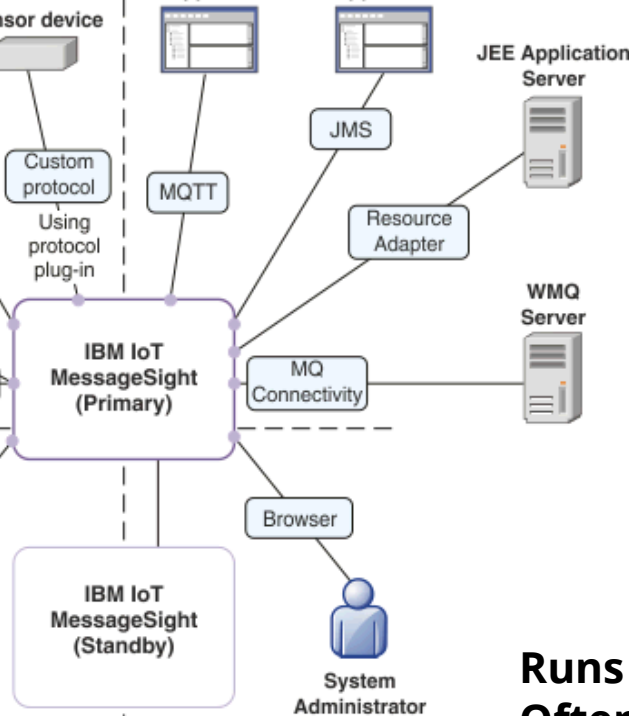 sor device
JEE Application
Server
JMS
Custom
protocol
MQTT
Using
protocol
plug-in
Resource
Adapter
WMQ
Server
IBM IoT
MessageSight
(Primary)
MQ
Connectivity
Browser
IBM IoT
MessageSight
(Standby)
System
Administrator
Runs